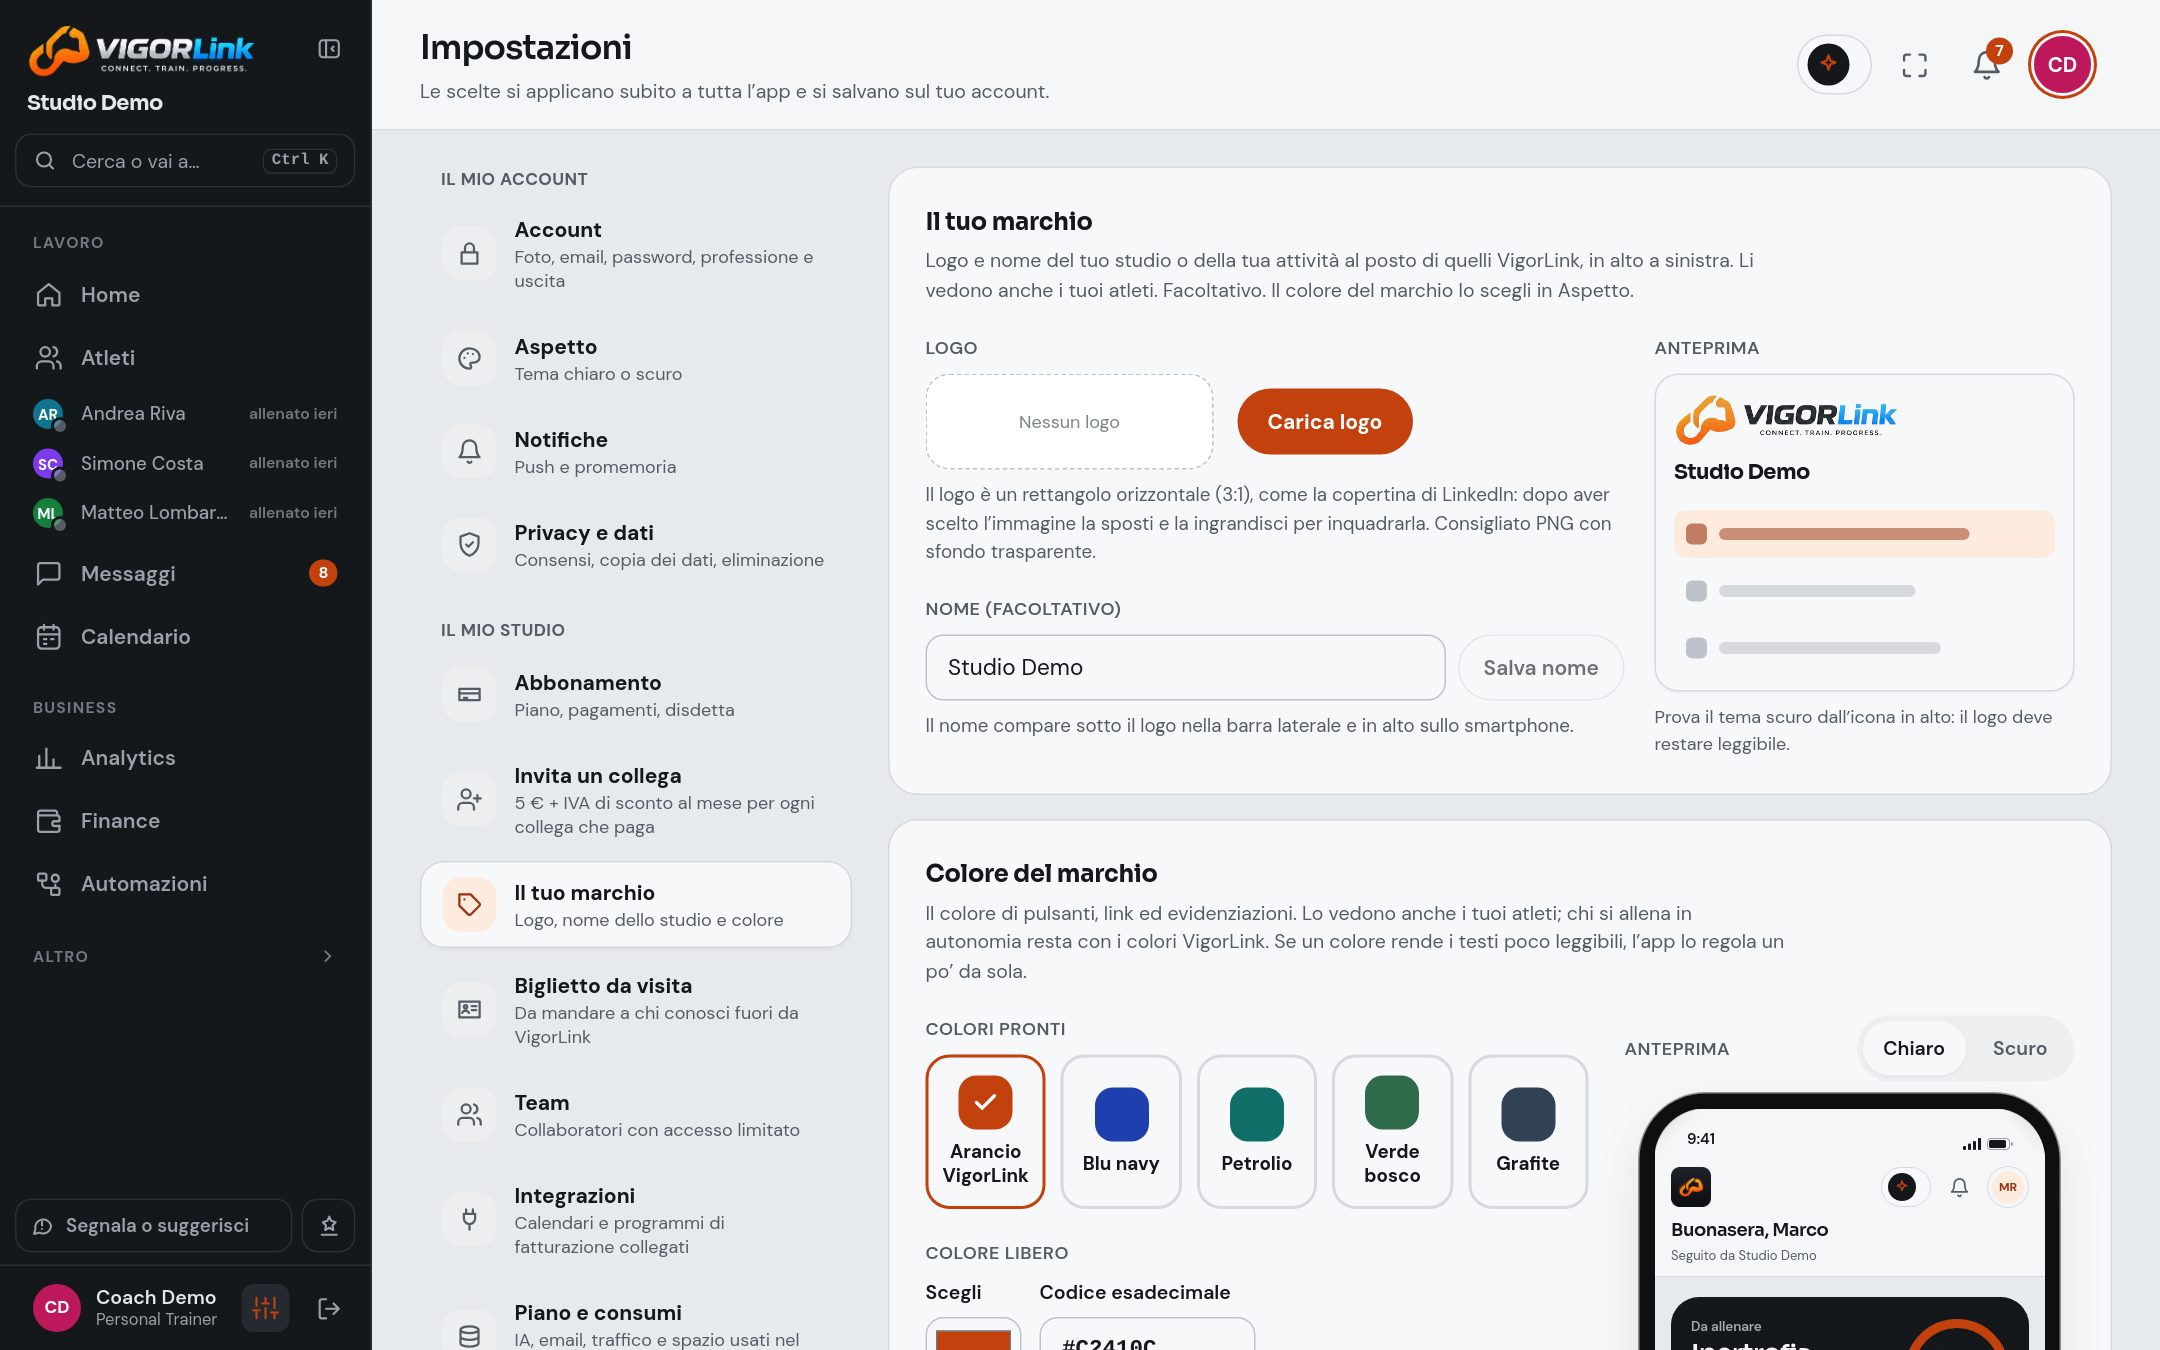 VIGORLink
CONNECT. TRAIN. PROGRESS.
Studio Demo
Cerca o vai a...
Ctrl K
LAVORO
Home
Atleti
AR Andrea Riva allenato ieri
SC Simone Costa allenato ieri
ML Matteo Lombar... allenato ieri
Messaggi 8
Calendario
BUSINESS
Analytics
Finance
Automazioni
ALTRO
Segnala o suggerisci
CD
Coach Demo
Personal Trainer
Impostazioni
Le scelte si applicano subito a tutta l’app e si salvano sul tuo account.
7
CD
IL MIO ACCOUNT
Account
Foto, email, password, professione e
uscita
Aspetto
Tema chiaro o scuro
Notifiche
Push e promemoria
Privacy e dati
Consensi, copia dei dati, eliminazione
IL MIO STUDIO
Abbonamento
Piano, pagamenti, disdetta
Invita un collega
5 € + IVA di sconto al mese per ogni
collega che paga
Il tuo marchio
Logo, nome dello studio e colore
Biglietto da visita
Da mandare a chi conosci fuori da
VigorLink
Team
Collaboratori con accesso limitato
Integrazioni
Calendari e programmi di
fatturazione collegati
Piano e consumi
IA, email, traffico e spazio usati nel
Il tuo marchio
Logo e nome del tuo studio o della tua attività al posto di quelli VigorLink, in alto a sinistra. Li
vedono anche i tuoi atleti. Facoltativo. Il colore del marchio lo scegli in Aspetto.
LOGO
Nessun logo
Carica logo
Il logo è un rettangolo orizzontale (3:1), come la copertina di LinkedIn: dopo aver
scelto l’immagine la sposti e la ingrandisci per inquadrarla. Consigliato PNG con
sfondo trasparente.
NOME (FACOLTATIVO)
Studio Demo
Salva nome
Il nome compare sotto il logo nella barra laterale e in alto sullo smartphone.
ANTEPRIMA
VIGORLink
CONNECT. TRAIN. PROGRESS.
Studio Demo
Prova il tema scuro dall’icona in alto: il logo deve
restare leggibile.
Colore del marchio
Il colore di pulsanti, link ed evidenziazioni. Lo vedono anche i tuoi atleti; chi si allena in
autonomia resta con i colori VigorLink. Se un colore rende i testi poco leggibili, l’app lo regola un
po’ da sola.
COLORI PRONTI
Arancio
VigorLink
Blu navy
Petrolio
Verde
bosco
Grafite
COLORE LIBERO
Scegli
Codice esadecimale
#C2410C
ANTEPRIMA
Chiaro
Scuro
9:41
MR
Buonasera, Marco
Seguito da Studio Demo
Da allenare
Ipertrofia